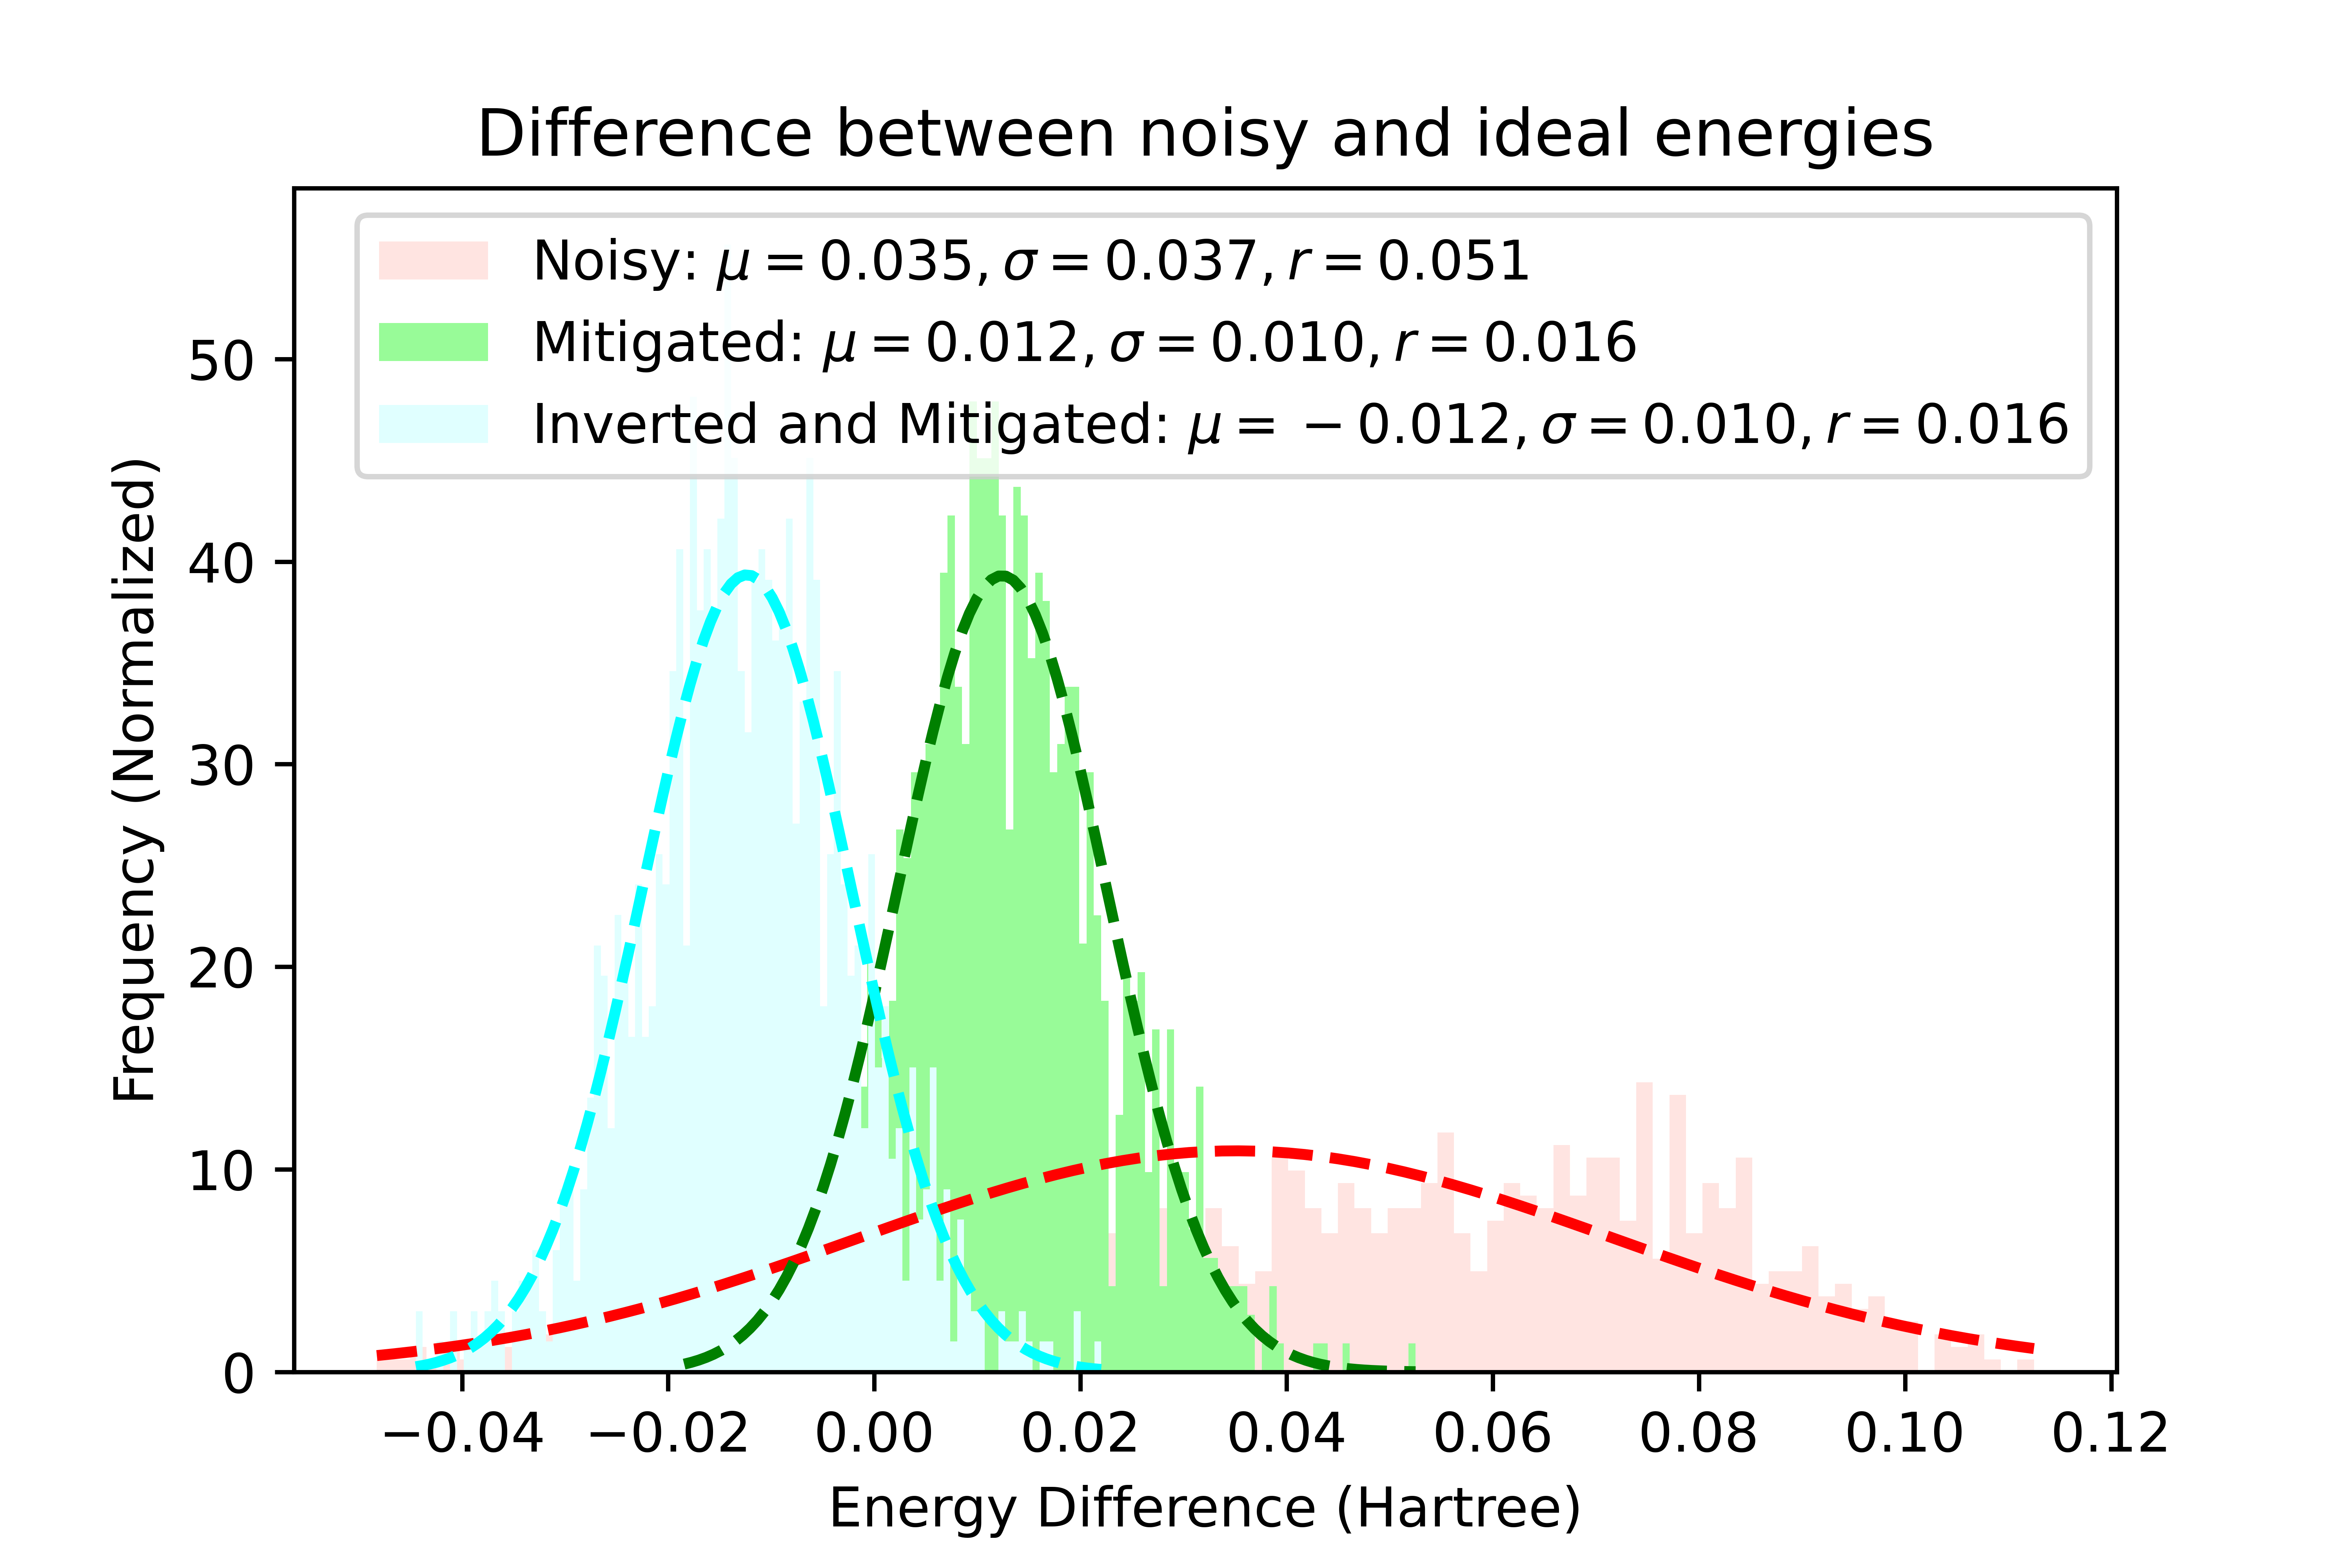 Difference between noisy and ideal energies
Noisy: μ = 0.035, σ = 0.037, r = 0.051
Mitigated: μ = 0.012, σ = 0.010, r = 0.016
Inverted and Mitigated: μ = −0.012, σ = 0.010, r = 0.016
Frequency (Normalized)
50
40
30
20
10
0
−0.04 −0.02 0.00 0.02 0.04 0.06 0.08 0.10 0.12
Energy Difference (Hartree)